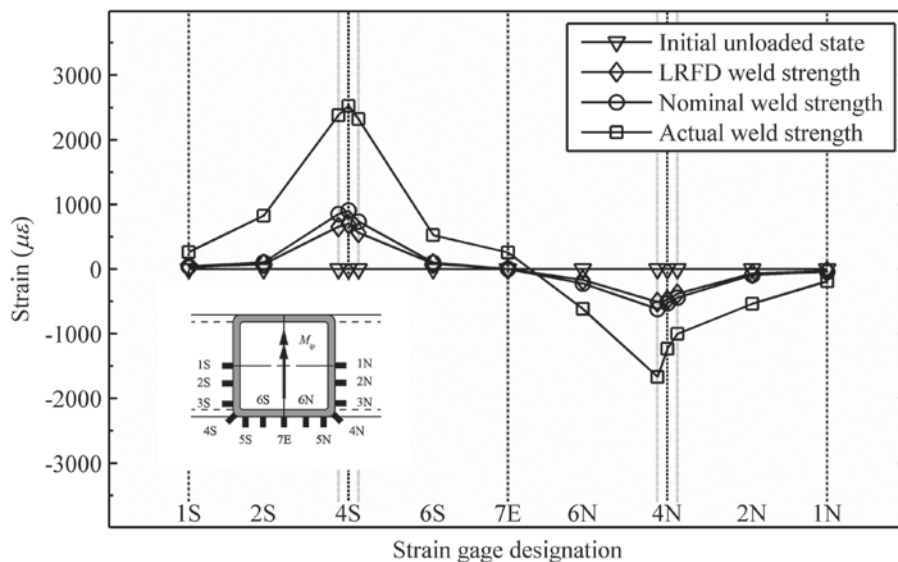 3000
2000
1000
0
-1000
-2000
-3000
Strain (με)
Initial unloaded state
LRFD weld strength
Nominal weld strength
Actual weld strength
M_ip
1S
2S
3S
4S
5S
6S
7E
6N
5N
4N
3N
2N
1N
1S 2S 4S 6S 7E 6N 4N 2N 1N
Strain gage designation